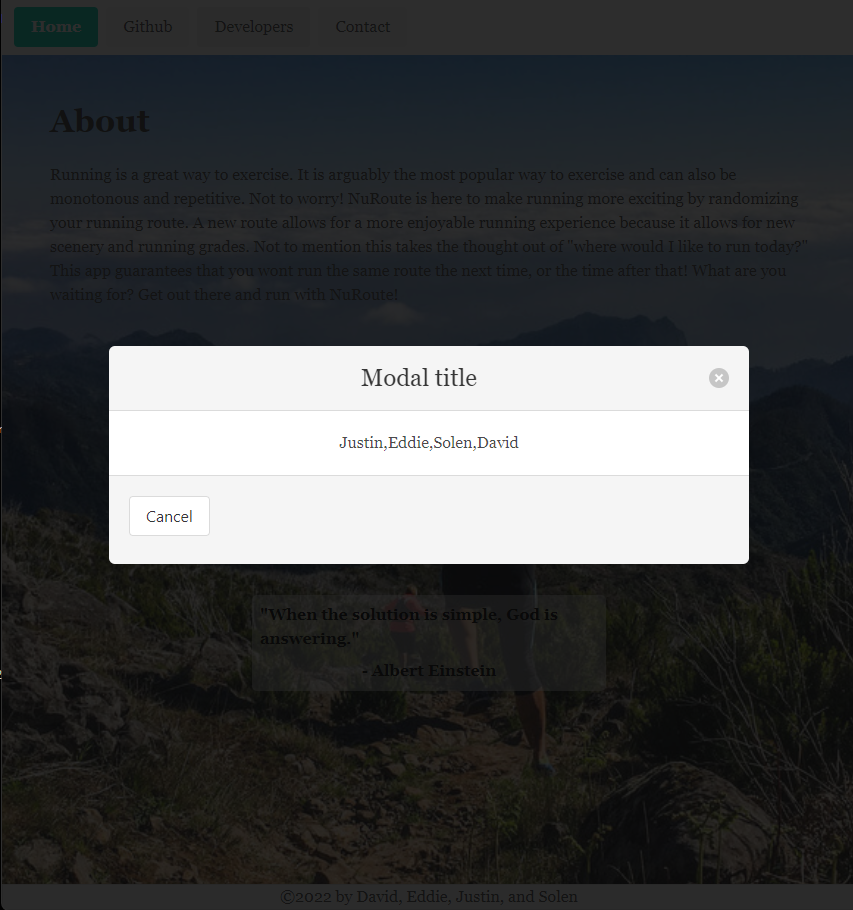 Home Github Developers Contact
About
Running is a great way to exercise. It is arguably the most popular way to exercise and can also be
monotonous and repetitive. Not to worry! NuRoute is here to make running more exciting by randomizing
your running route. A new route allows for a more enjoyable running experience because it allows for new
scenery and running grades. Not to mention this takes the thought out of "where would I like to run today?"
This app guarantees that you wont run the same route the next time, or the time after that! What are you
waiting for? Get out there and run with NuRoute!
Modal title
Justin,Eddie,Solen,David
Cancel
"When the solution is simple, God is
answering."
- Albert Einstein
©2022 by David, Eddie, Justin, and Solen